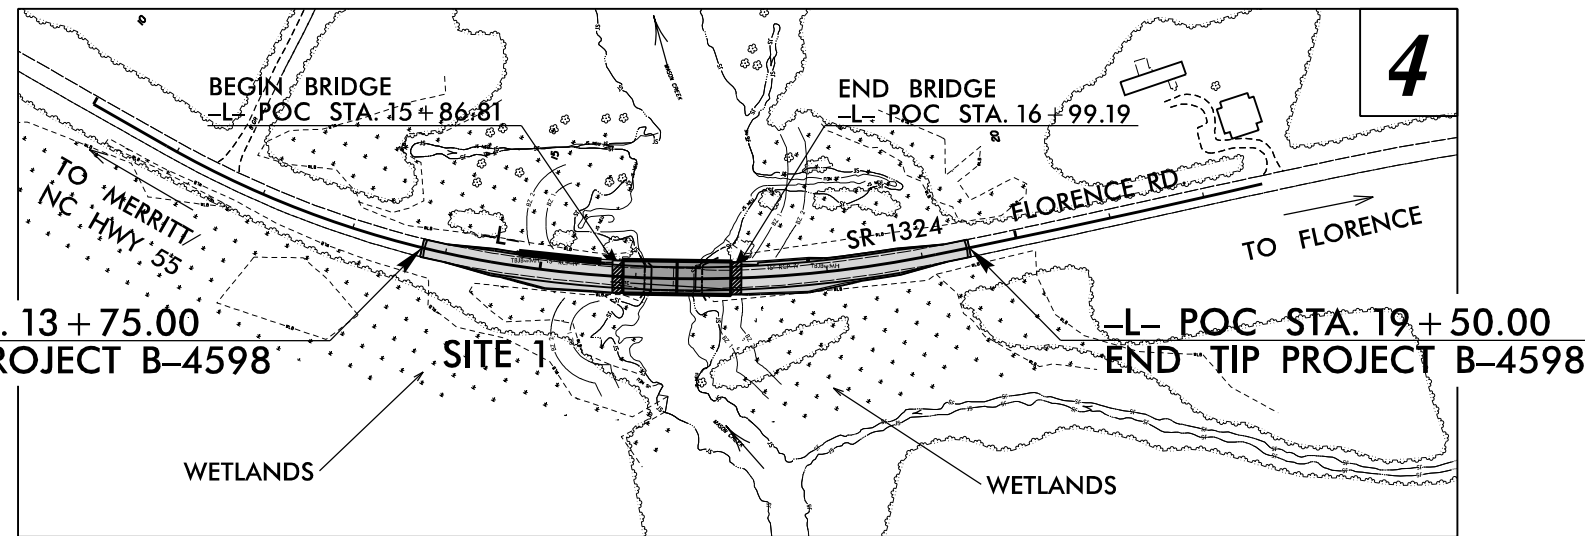 4
BEGIN BRIDGE
-L- POC STA. 15+86.81
END BRIDGE
-L- POC STA. 16+99.19
TO MERRITT/
NC HWY 55
L
SR-1324
FLORENCE RD.
TO FLORENCE
. 13+75.00
ROJECT B-4598
SITE 1
-L- POC STA. 19+50.00
END TIP PROJECT B-4598
WETLANDS
WETLANDS